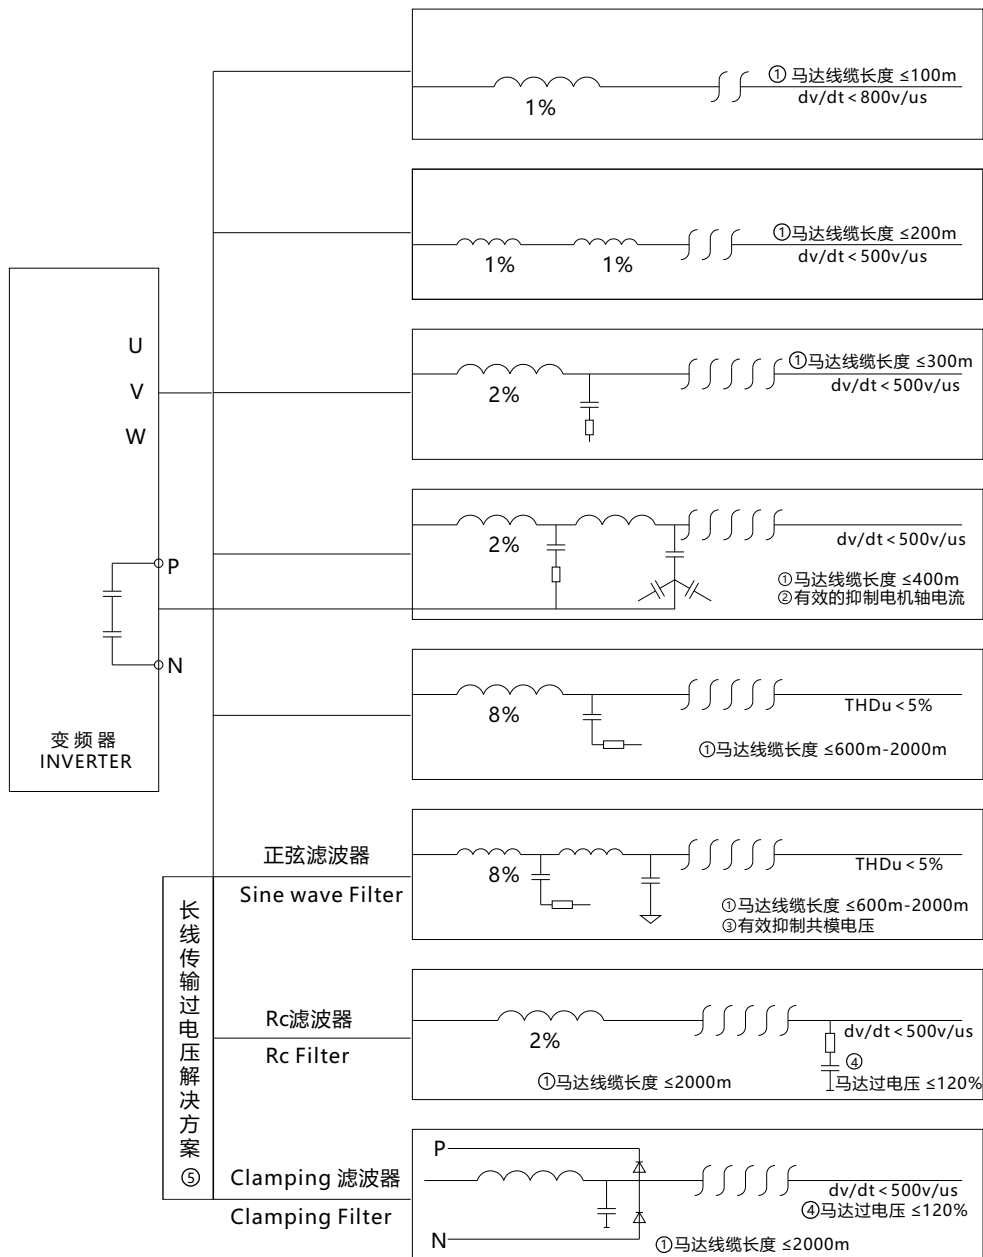 ① 马达线缆长度 ≤100m
dv/dt<800v/us
1%
①马达线缆长度 ≤200m
dv/dt<500v/us
1%
1%
U
V
W
P
N
变频器
INVERTER
①马达线缆长度 ≤300m
dv/dt<500v/us
2%
2%
dv/dt<500v/us
①马达线缆长度 ≤400m
②有效的抑制电机轴电流
8%
THDu<5%
①马达线缆长度 ≤600m-2000m
正弦滤波器
Sine wave Filter
8%
THDu<5%
①马达线缆长度 ≤600m-2000m
③有效抑制共模电压
长线传输过电压解决方案⑤
Rc滤波器
Rc Filter
2%
dv/dt<500v/us
④
①马达线缆长度 ≤2000m
马达过电压 ≤120%
Clamping 滤波器
Clamping Filter
P
dv/dt<500v/us
④马达过电压 ≤120%
N
①马达线缆长度 ≤2000m